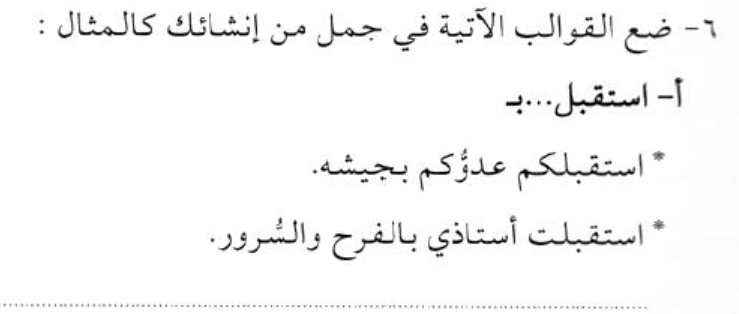 ٦- ضع القوالب الآتية في جمل من إنشائك كالمثال :
أ- استقبل...بـ
* استقبلكم عدوُّكم بجيشه.
* استقبلت أستاذي بالفرح والسُّرور.